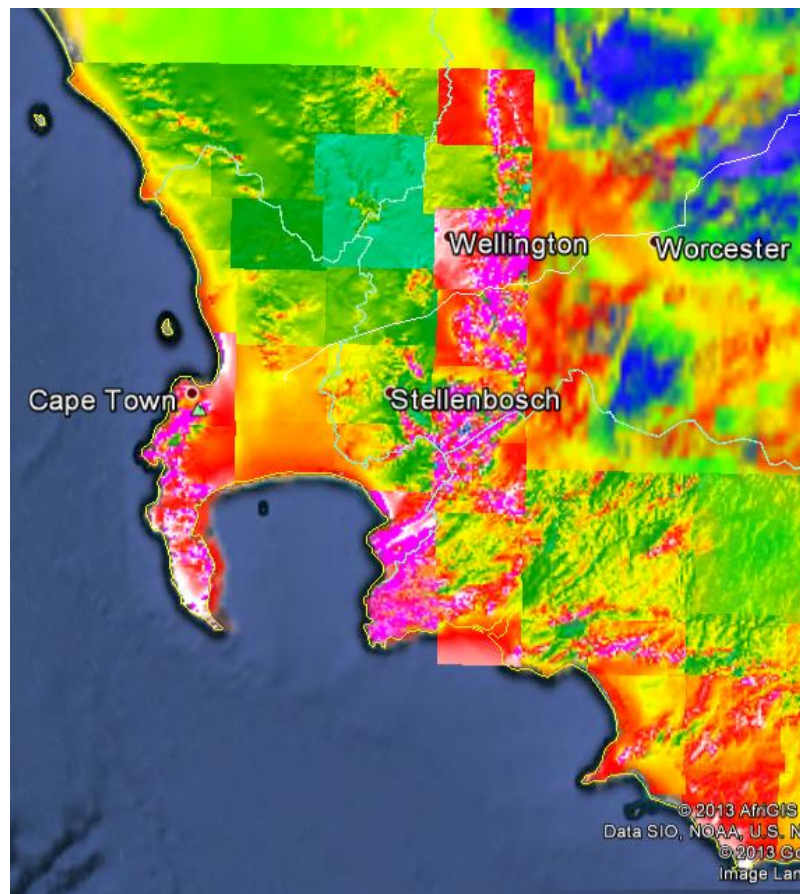 Wellington
Worcester
Cape Town
Stellenbosch
© 2013 AfriGIS
Data SIO, NOAA, U.S. N
© 2013 Go
Image Lan